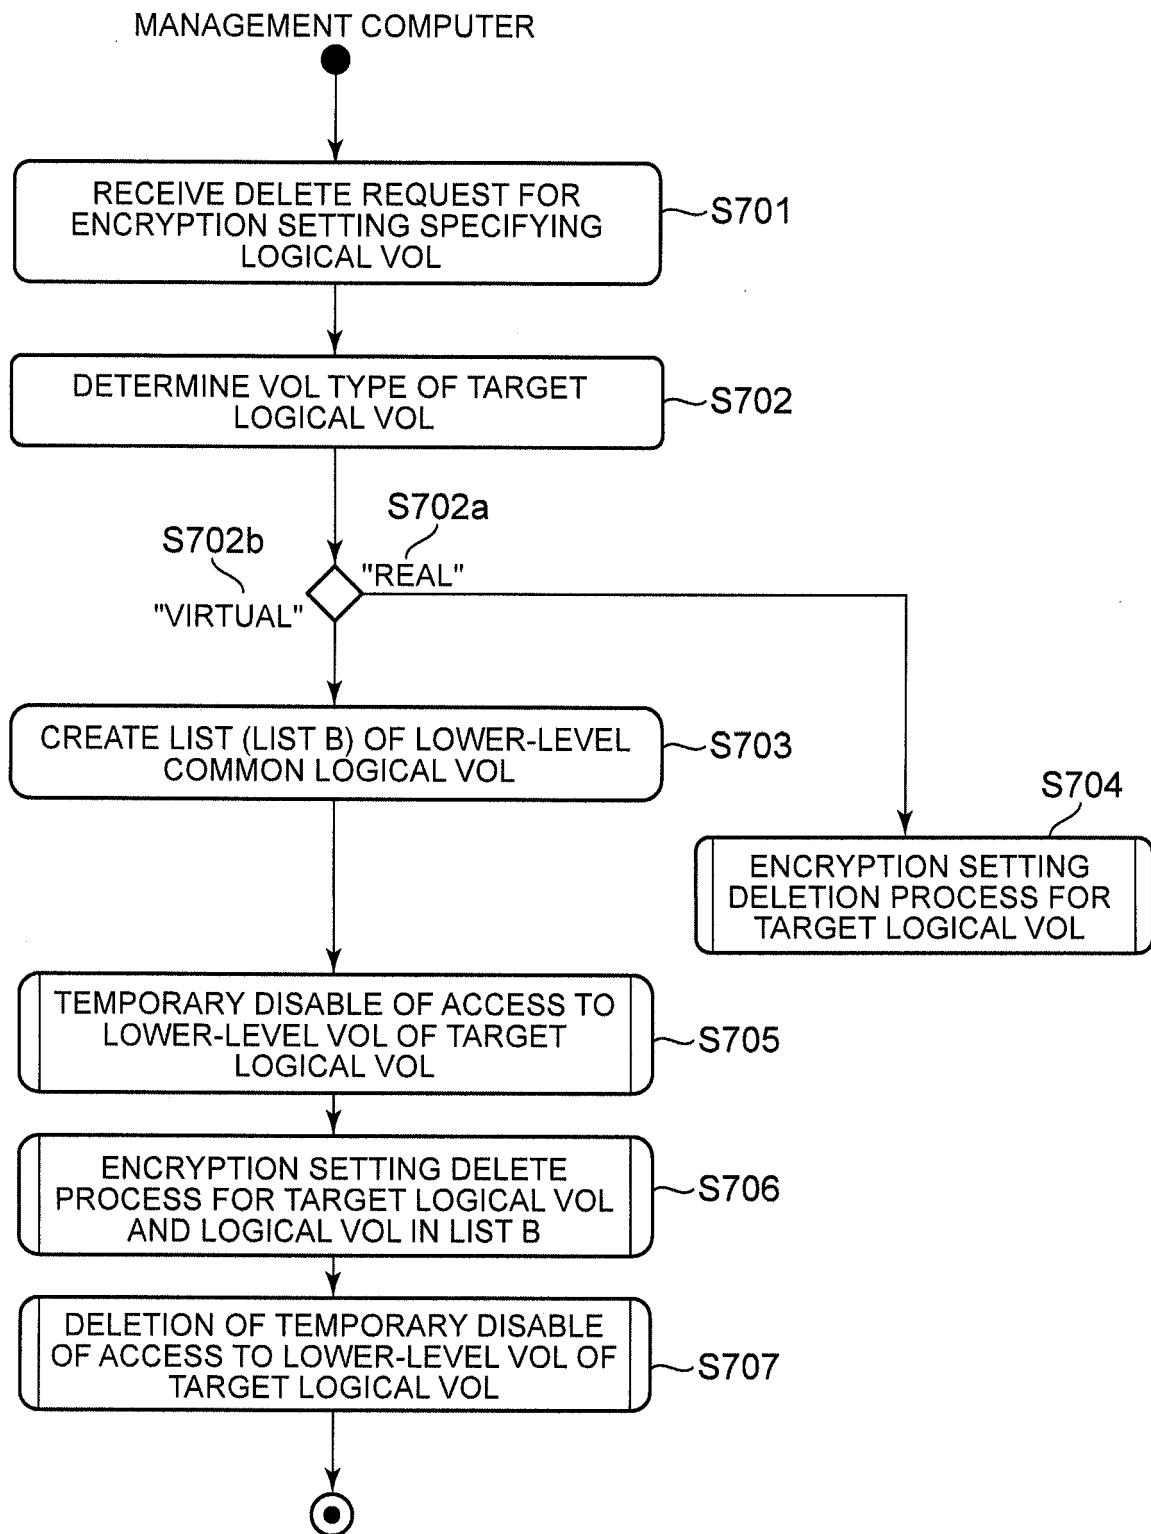 MANAGEMENT COMPUTER
RECEIVE DELETE REQUEST FOR
ENCRYPTION SETTING SPECIFYING
LOGICAL VOL
S701
DETERMINE VOL TYPE OF TARGET
LOGICAL VOL
S702
S702a
S702b
"REAL"
"VIRTUAL"
CREATE LIST (LIST B) OF LOWER-LEVEL
COMMON LOGICAL VOL
S703
S704
ENCRYPTION SETTING
DELETION PROCESS FOR
TARGET LOGICAL VOL
TEMPORARY DISABLE OF ACCESS TO
LOWER-LEVEL VOL OF TARGET
LOGICAL VOL
S705
ENCRYPTION SETTING DELETE
PROCESS FOR TARGET LOGICAL VOL
AND LOGICAL VOL IN LIST B
S706
DELETION OF TEMPORARY DISABLE
OF ACCESS TO LOWER-LEVEL VOL OF
TARGET LOGICAL VOL
S707